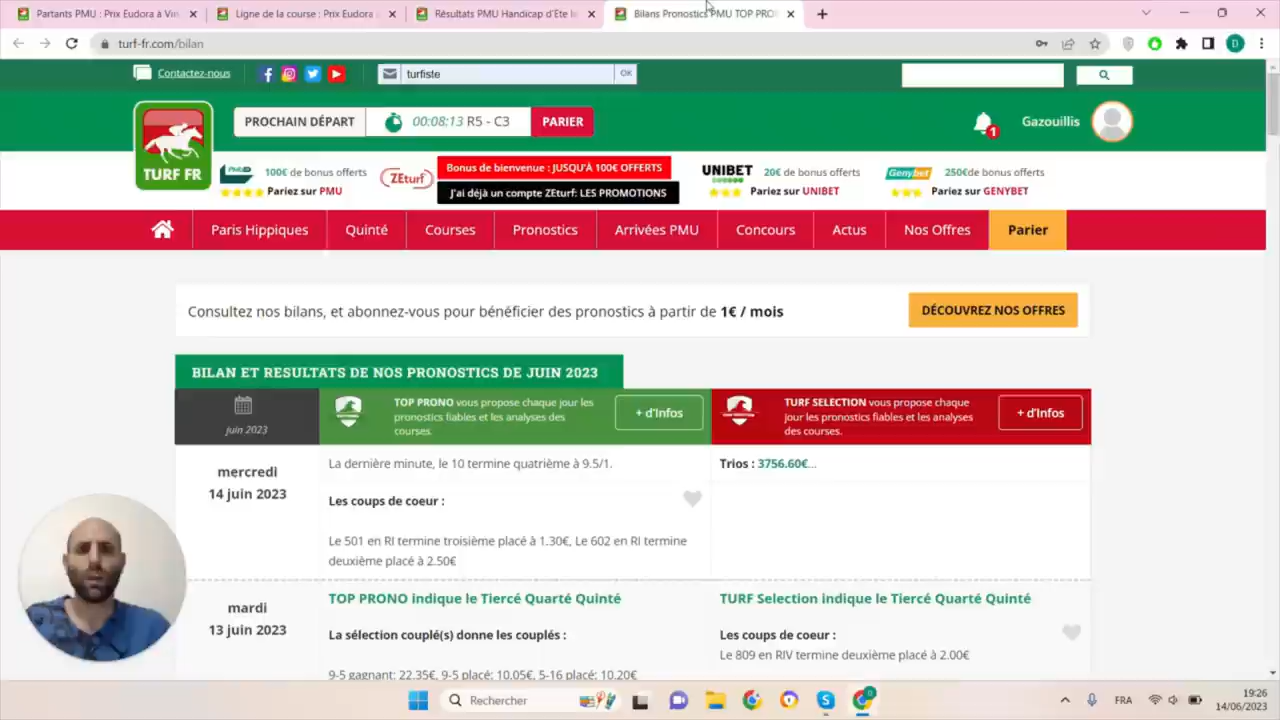 Partants PMU : Prix Eudora à Vin
Ligne de la course : Prix Eudora à
Résultats PMU Handicap d'Ete le
Bilans Pronostics PMU TOP PRO
turf-fr.com/bilan
D
Contactez-nous
turfiste
OK
TURF FR
PROCHAIN DÉPART
00:08:13 R5 - C3
PARIER
1
Gazouillis
PMU
100€ de bonus offerts
Pariez sur PMU
ZEturf
Bonus de bienvenue : JUSQU'À 100€ OFFERTS
J'ai déjà un compte ZEturf: LES PROMOTIONS
UNIBET
20€ de bonus offerts
Pariez sur UNIBET
Genybet
250€de bonus offerts
Pariez sur GENYBET
Paris Hippiques
Quinté
Courses
Pronostics
Arrivées PMU
Concours
Actus
Nos Offres
Parier
Consultez nos bilans, et abonnez-vous pour bénéficier des pronostics à partir de 1€ / mois
DÉCOUVREZ NOS OFFRES
BILAN ET RESULTATS DE NOS PRONOSTICS DE JUIN 2023
juin 2023
TOP PRONO vous propose chaque jour les
pronostics fiables et les analyses des
courses.
+ d'Infos
TURF SELECTION vous propose chaque
jour les pronostics fiables et les analyses
des courses.
+ d'Infos
mercredi
14 juin 2023
La dernière minute, le 10 termine quatrième à 9.5/1.
Les coups de coeur :
Le 501 en RI termine troisième placé à 1.30€, Le 602 en RI termine
deuxième placé à 2.50€
Trios : 3756.60€...
mardi
13 juin 2023
TOP PRONO indique le Tiercé Quarté Quinté
La sélection couplé(s) donne les couplés :
9-5 gagnant: 22.35€, 9-5 placé: 10.05€, 5-16 placé: 10.20€
TURF Selection indique le Tiercé Quarté Quinté
Les coups de coeur :
Le 809 en RIV termine deuxième placé à 2.00€
Rechercher
FRA
19:26
14/06/2023